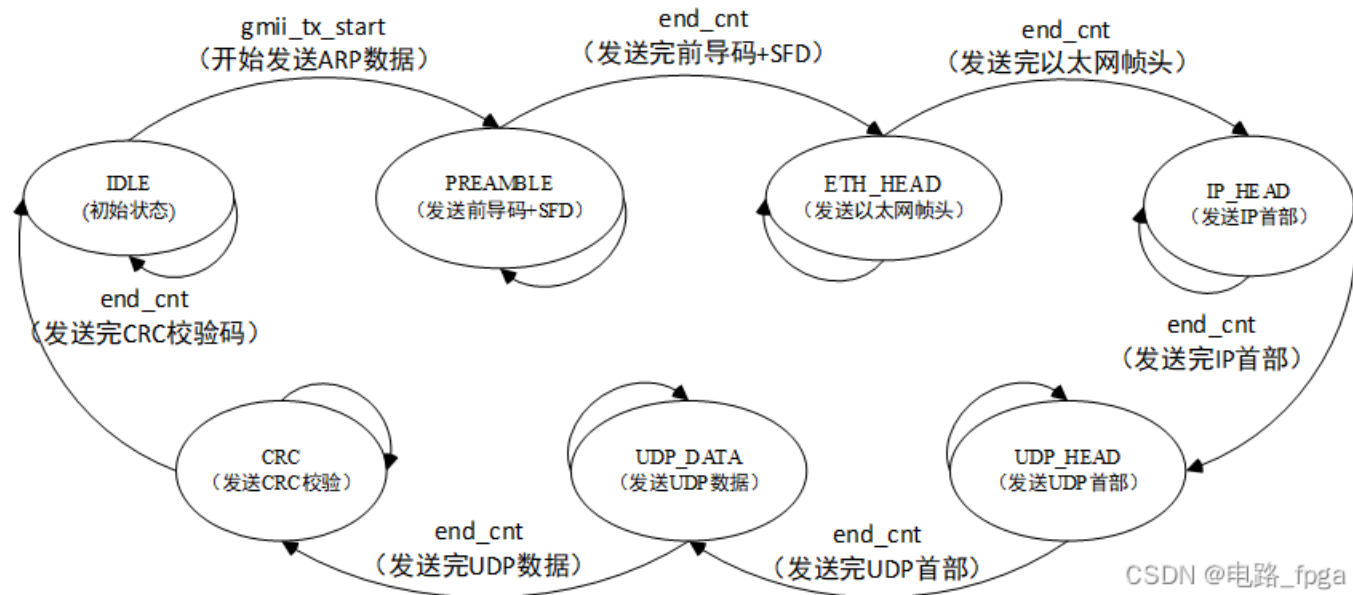 gmii_tx_start
（开始发送ARP数据）
end_cnt
（发送完前导码+SFD）
end_cnt
（发送完以太网帧头）
IDLE
(初始状态)
PREAMBLE
（发送前导码+SFD）
ETH_HEAD
（发送以太网帧头）
IP_HEAD
（发送IP首部）
end_cnt
（发送完CRC校验码）
end_cnt
（发送完IP首部）
CRC
（发送CRC校验）
UDP_DATA
（发送UDP数据）
UDP_HEAD
（发送UDP首部）
end_cnt
（发送完UDP数据）
end_cnt
（发送完UDP首部）
CSDN @电路_fpga